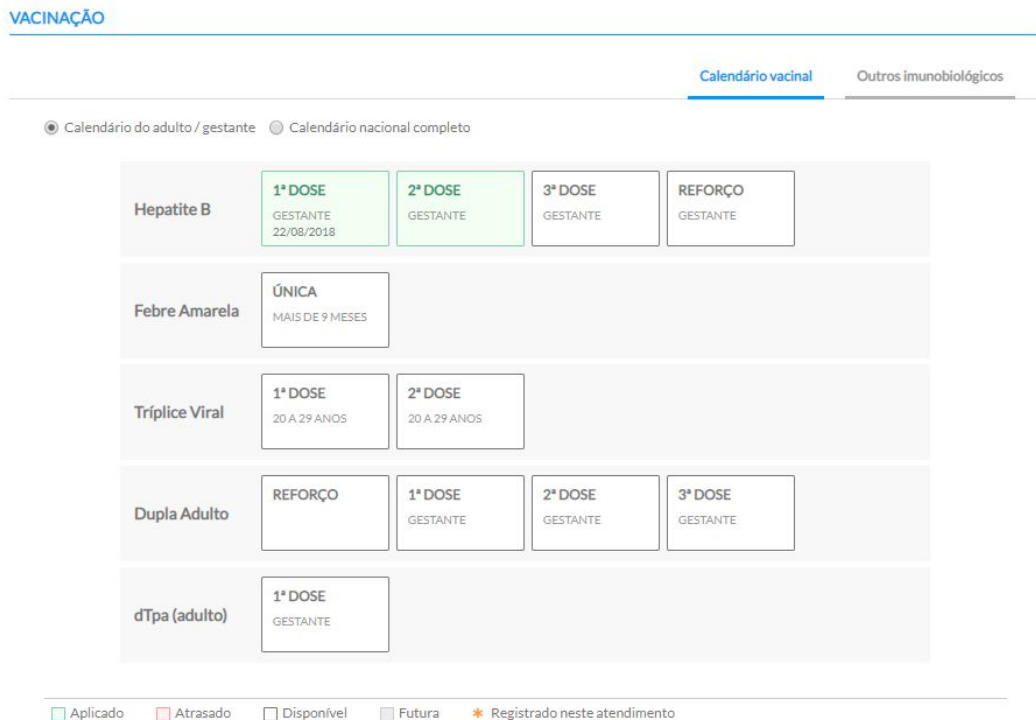 VACINAÇÃO
Calendário vacinal
Outros imunobiológicos
Calendário do adulto / gestante
Calendário nacional completo
Hepatite B
1ª DOSE
GESTANTE
22/08/2018
2ª DOSE
GESTANTE
3ª DOSE
GESTANTE
REFORÇO
GESTANTE
Febre Amarela
ÚNICA
MAIS DE 9 MESES
Tríplice Viral
1ª DOSE
20 A 29 ANOS
2ª DOSE
20 A 29 ANOS
Dupla Adulto
REFORÇO
1ª DOSE
GESTANTE
2ª DOSE
GESTANTE
3ª DOSE
GESTANTE
dTpa (adulto)
1ª DOSE
GESTANTE
Aplicado
Atrasado
Disponível
Futura
* Registrado neste atendimento